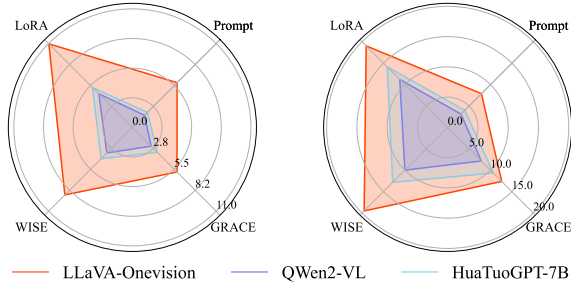 LoRA
Prompt
0.0
2.8
5.5
8.2
11.0
WISE
GRACE
LoRA
Prompt
0.0
5.0
10.0
15.0
20.0
WISE
GRACE
LLaVA-Onevision
QWen2-VL
HuaTuoGPT-7B